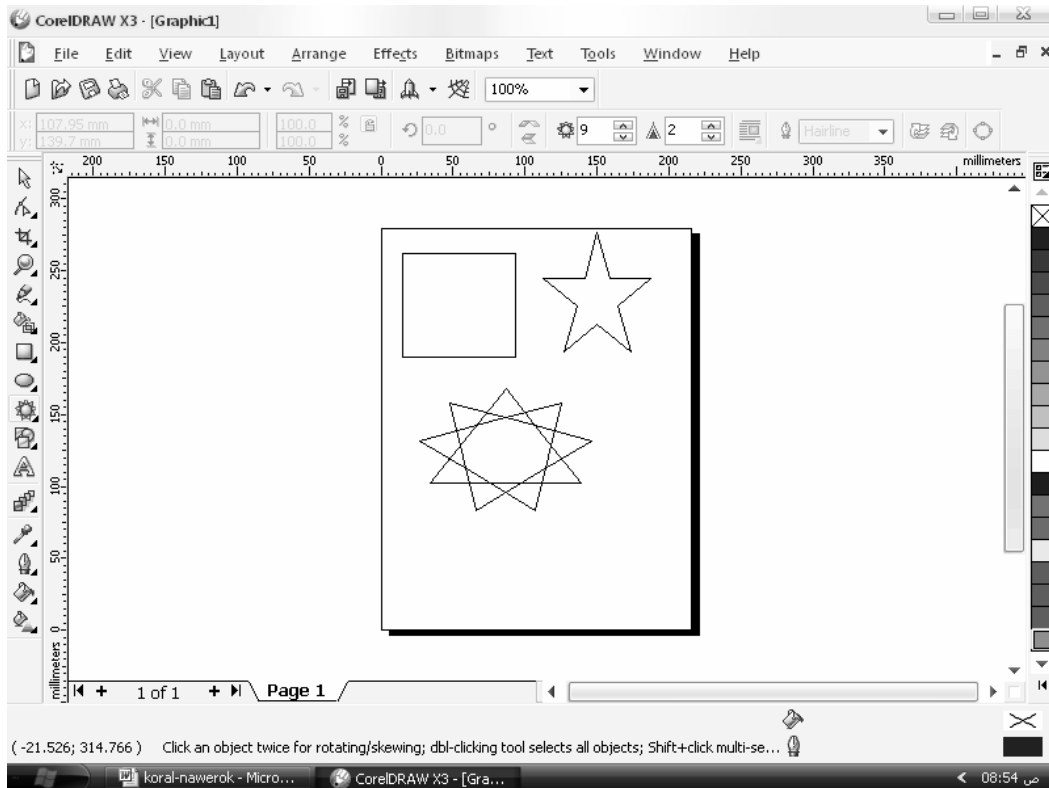 CorelDRAW X3 - [Graphic1]
File Edit View Layout Arrange Effects Bitmaps Text Tools Window Help
100%
x: 107.95 mm 0.0 mm 100.0 % 0.0 ° 9 2 Hairline
y: 139.7 mm 0.0 mm 100.0 %
200 150 100 50 0 50 100 150 200 250 300 350 millimeters
300
250
200
150
100
50
0
millimeters
1 of 1 Page 1
( -21.526; 314.766 ) Click an object twice for rotating/skewing; dbl-clicking tool selects all objects; Shift+click multi-se...
koral-nawerok - Micro... CorelDRAW X3 - [Gra... 08:54 ص